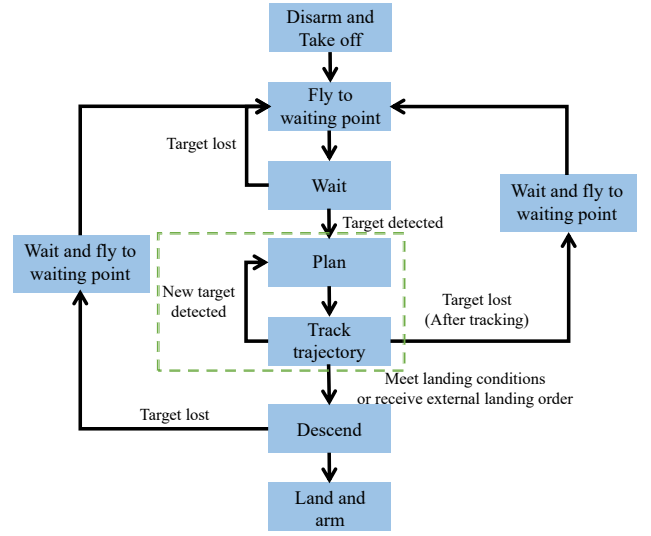 Disarm and
Take off
Fly to
waiting point
Target lost
Wait
Wait and fly to
waiting point
Target detected
Wait and fly to
waiting point
Plan
New target
detected
Target lost
(After tracking)
Track
trajectory
Meet landing conditions
or receive external landing order
Target lost
Descend
Land and
arm